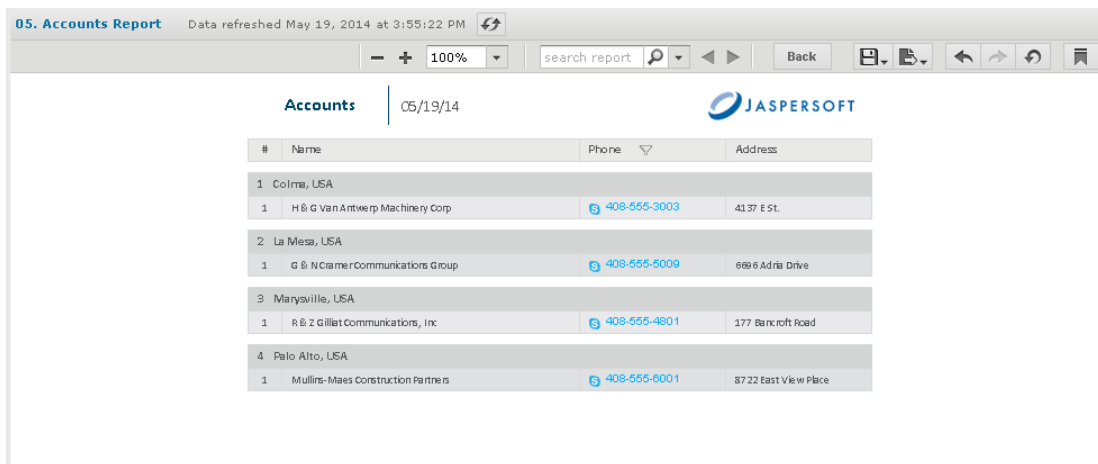 05. Accounts Report Data refreshed May 19, 2014 at 3:55:22 PM
100% search report Back
Accounts 05/19/14 JASPERSOFT
# Name Phone Address
1 Colma, USA
1 H & G Van Antwerp Machinery Corp 408-555-3003 4137 E St.
2 La Mesa, USA
1 G & N Cramer Communications Group 408-555-5009 6696 Adria Drive
3 Marysville, USA
1 R & Z Gilliat Communications, Inc 408-555-4801 177 Bancroft Road
4 Palo Alto, USA
1 Mullins-Maes Construction Partners 408-555-6001 8722 East View Place